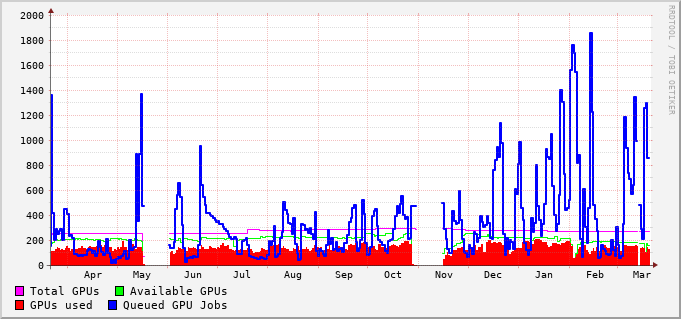 2000
1800
1600
1400
1200
1000
800
600
400
200
0
Apr May Jun Jul Aug Sep Oct Nov Dec Jan Feb Mar
Total GPUs Available GPUs
GPUs used Queued GPU Jobs
RRDTOOL / TOBI OETIKER